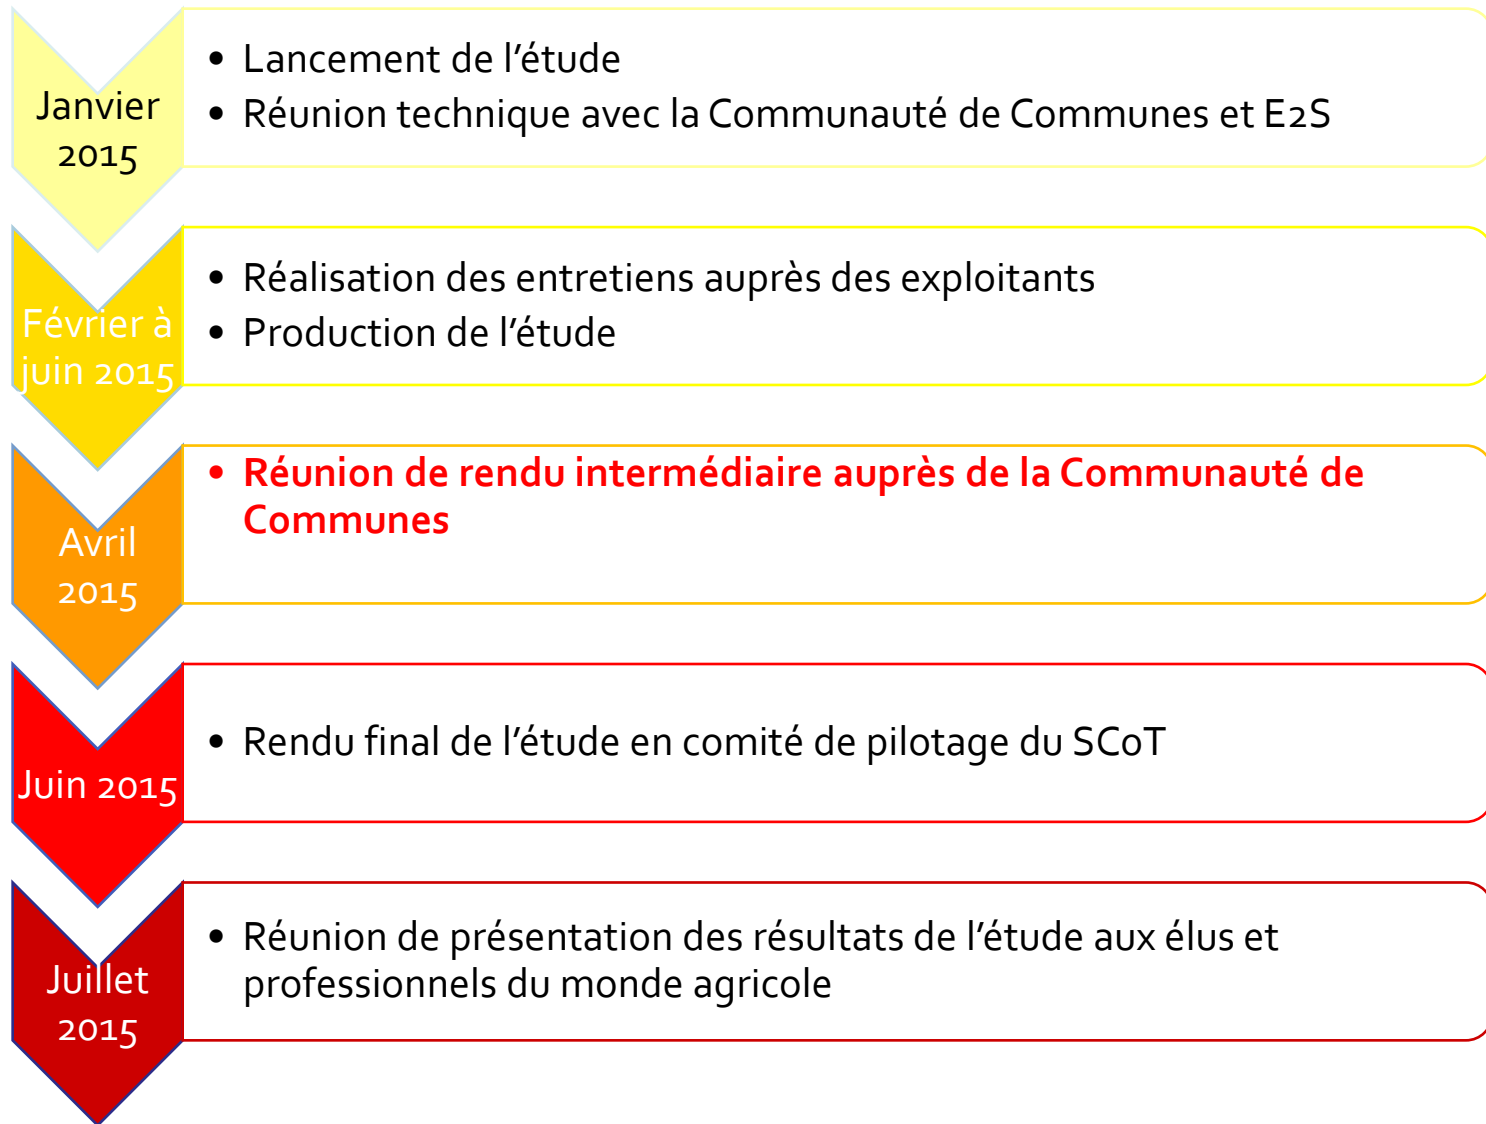 Janvier
2015
• Lancement de l’étude
• Réunion technique avec la Communauté de Communes et E2S
Février à
juin 2015
• Réalisation des entretiens auprès des exploitants
• Production de l’étude
Avril
2015
• Réunion de rendu intermédiaire auprès de la Communauté de
Communes
Juin 2015
• Rendu final de l’étude en comité de pilotage du SCoT
Juillet
2015
• Réunion de présentation des résultats de l’étude aux élus et
professionnels du monde agricole